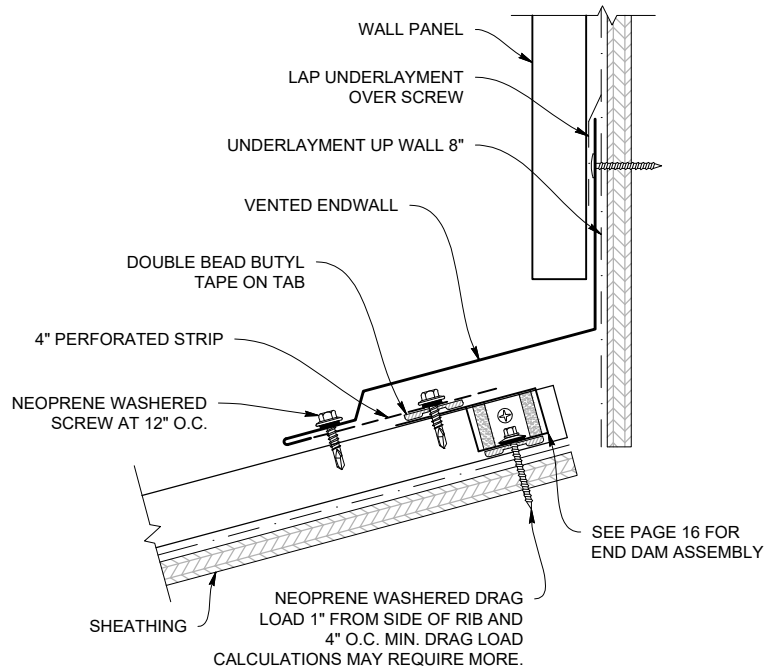 WALL PANEL
LAP UNDERLAYMENT
OVER SCREW
UNDERLAYMENT UP WALL 8"
VENTED ENDWALL
DOUBLE BEAD BUTYL
TAPE ON TAB
4" PERFORATED STRIP
NEOPRENE WASHERED
SCREW AT 12" O.C.
SEE PAGE 16 FOR
END DAM ASSEMBLY
SHEATHING
NEOPRENE WASHERED DRAG
LOAD 1" FROM SIDE OF RIB AND
4" O.C. MIN. DRAG LOAD
CALCULATIONS MAY REQUIRE MORE.